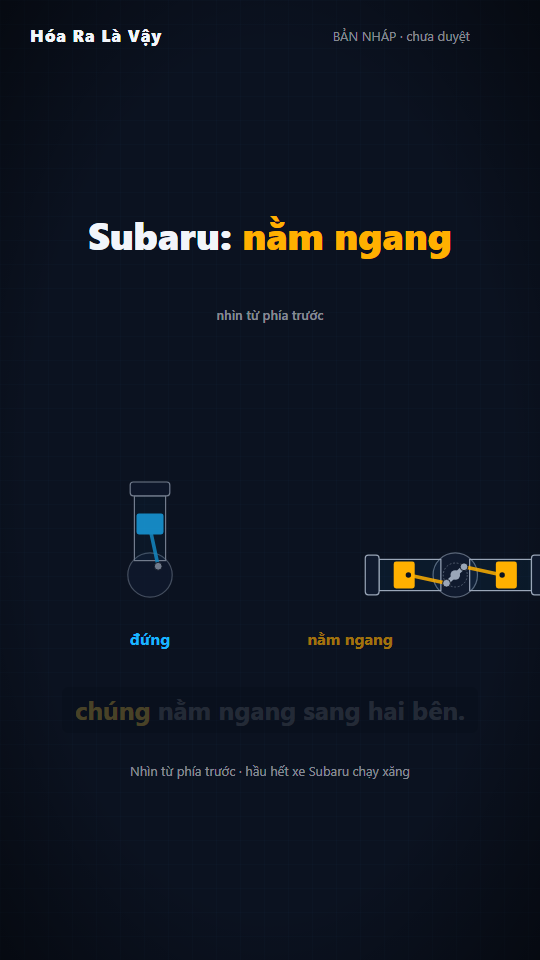 Hóa Ra Là Vậy
BẢN NHÁP · chưa duyệt
Subaru: nằm ngang
nhìn từ phía trước
đứng
nằm ngang
chúng nằm ngang sang hai bên.
Nhìn từ phía trước · hầu hết xe Subaru chạy xăng